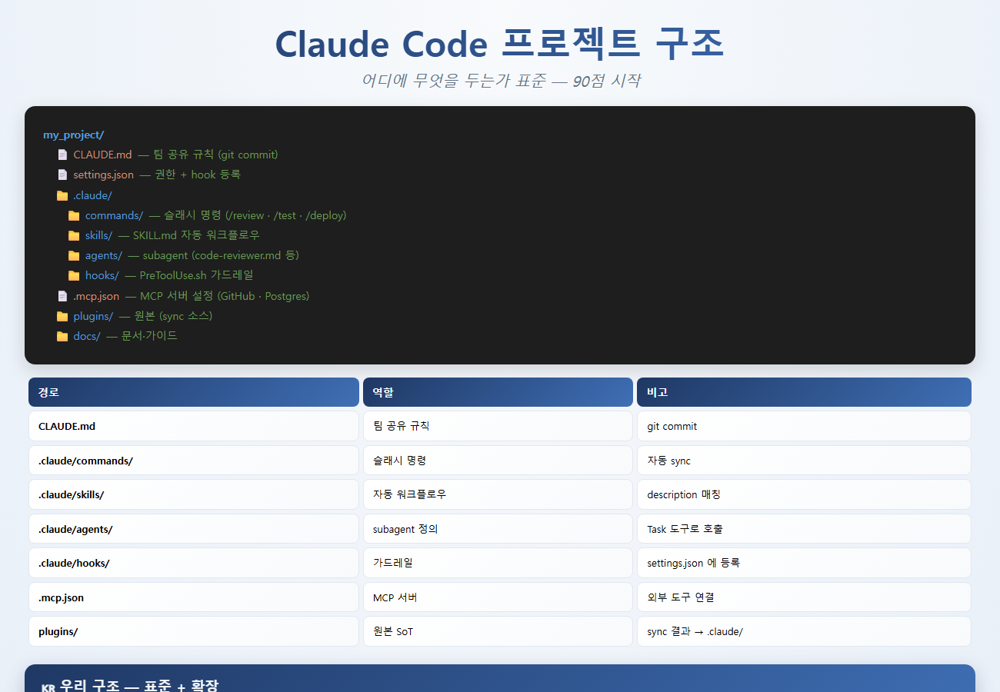 Claude Code 프로젝트 구조
어디에 무엇을 두는가 표준 — 90점 시작
my_project/
CLAUDE.md — 팀 공유 규칙 (git commit)
settings.json — 권한 + hook 등록
.claude/
commands/ — 슬래시 명령 (/review · /test · /deploy)
skills/ — SKILL.md 자동 워크플로우
agents/ — subagent (code-reviewer.md 등)
hooks/ — PreToolUse.sh 가드레일
.mcp.json — MCP 서버 설정 (GitHub · Postgres)
plugins/ — 원본 (sync 소스)
docs/ — 문서·가이드
경로 역할 비고
CLAUDE.md 팀 공유 규칙 git commit
.claude/commands/ 슬래시 명령 자동 sync
.claude/skills/ 자동 워크플로우 description 매칭
.claude/agents/ subagent 정의 Task 도구로 호출
.claude/hooks/ 가드레일 settings.json 에 등록
.mcp.json MCP 서버 외부 도구 연결
plugins/ 원본 SoT sync 결과 → .claude/
KR 우리 구조 — 표준 + 확장